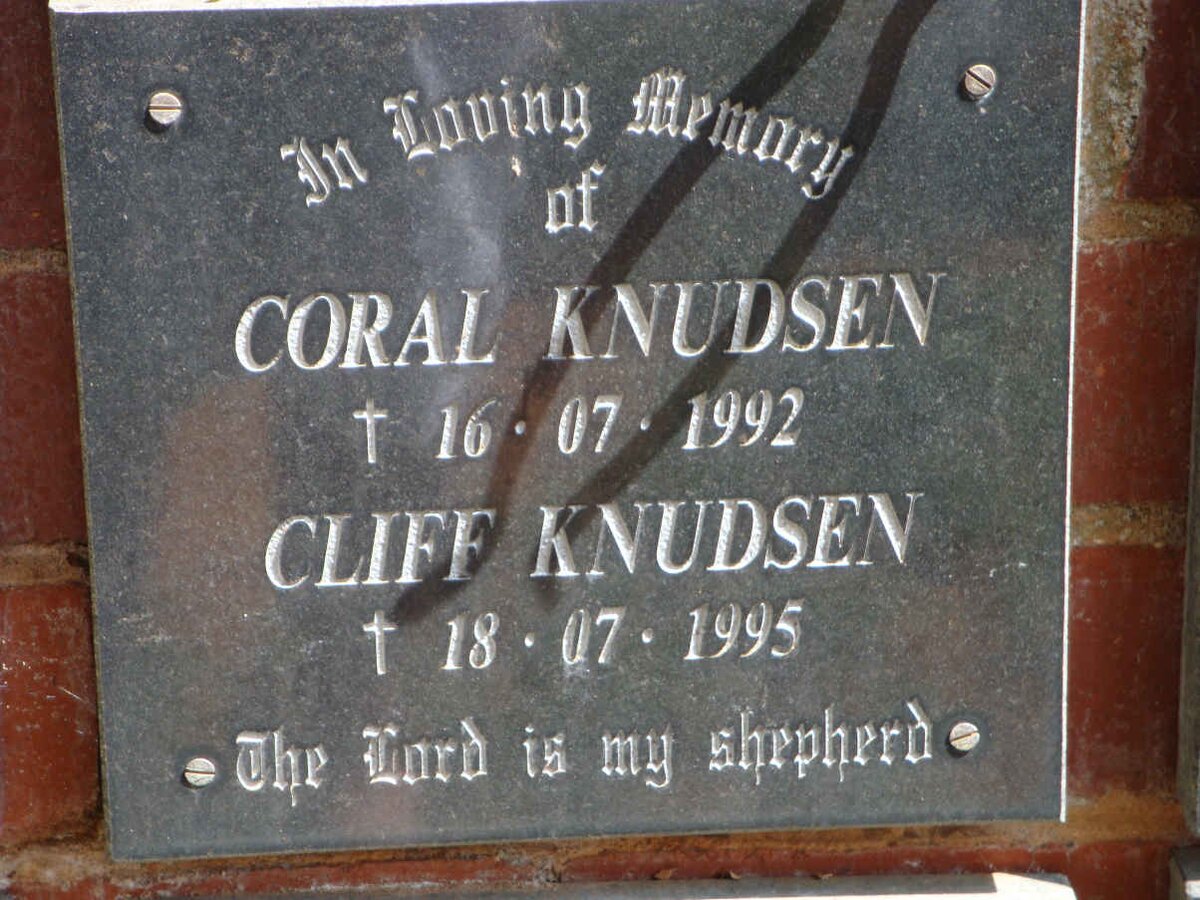 In Loving Memory
of
CORAL KNUDSEN
† 16 · 07 · 1992
CLIFF KNUDSEN
† 18 · 07 · 1995
The Lord is my shepherd